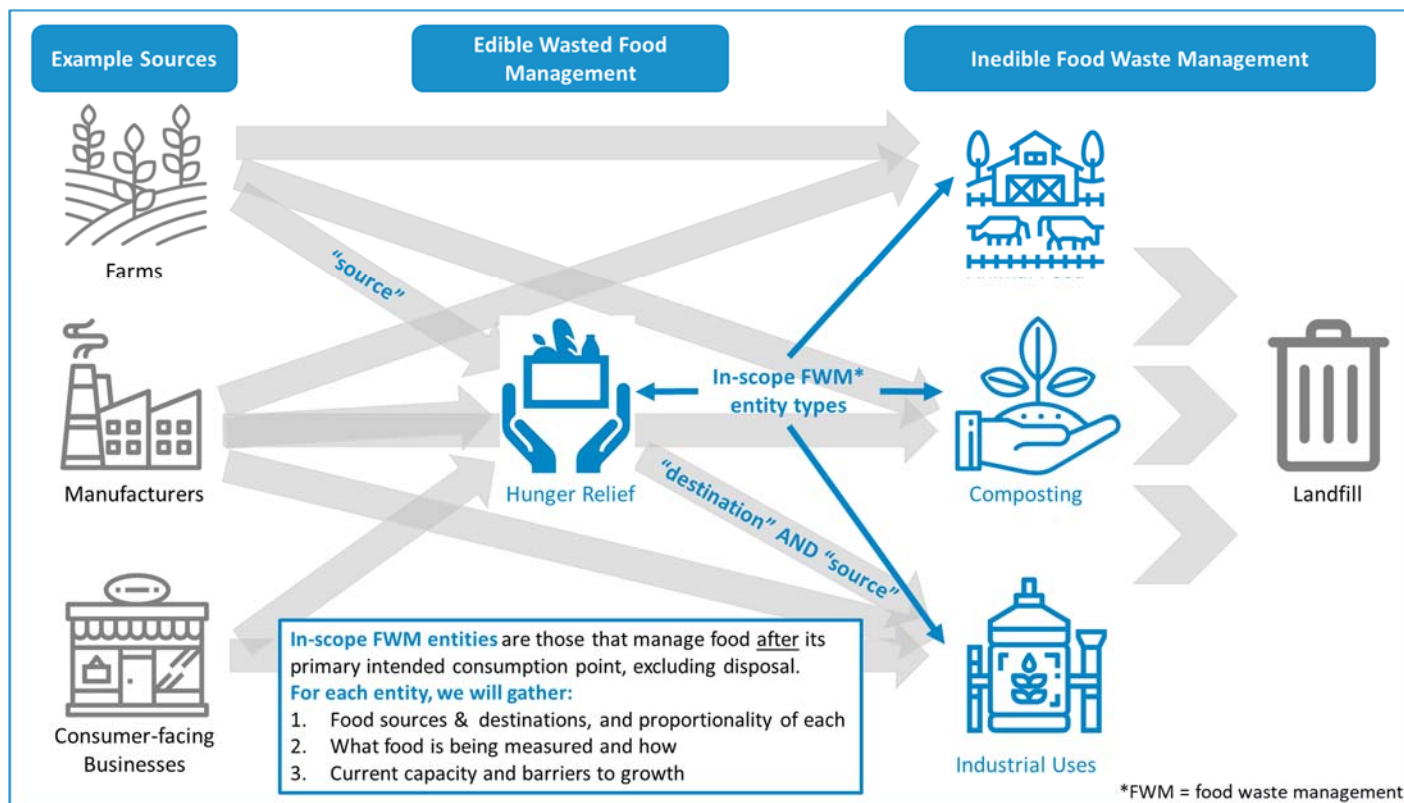 Example Sources
Edible Wasted Food
Management
Inedible Food Waste Management
Farms
"source"
Manufacturers
Hunger Relief
In-scope FWM*
entity types
Composting
Landfill
"destination" AND "source"
Consumer-facing
Businesses
In-scope FWM entities are those that manage food after its
primary intended consumption point, excluding disposal.
For each entity, we will gather:
1. Food sources & destinations, and proportionality of each
2. What food is being measured and how
3. Current capacity and barriers to growth
Industrial Uses
*FWM = food waste management